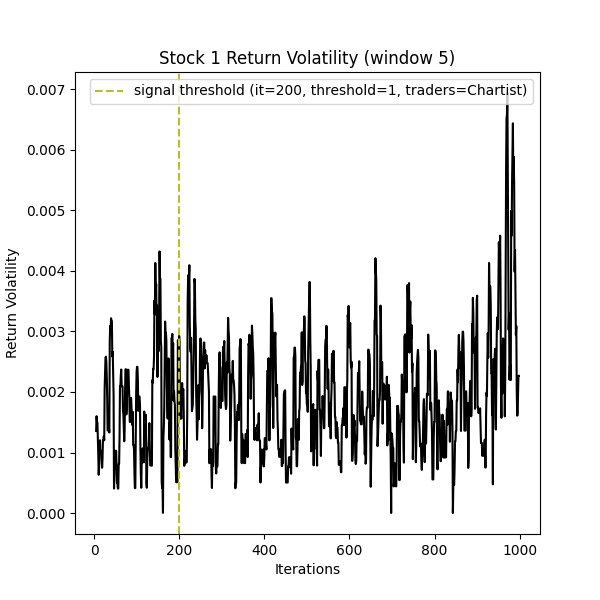 Stock 1 Return Volatility (window 5)
signal threshold (it=200, threshold=1, traders=Chartist)
Return Volatility
0.007
0.006
0.005
0.004
0.003
0.002
0.001
0.000
0 200 400 600 800 1000
Iterations